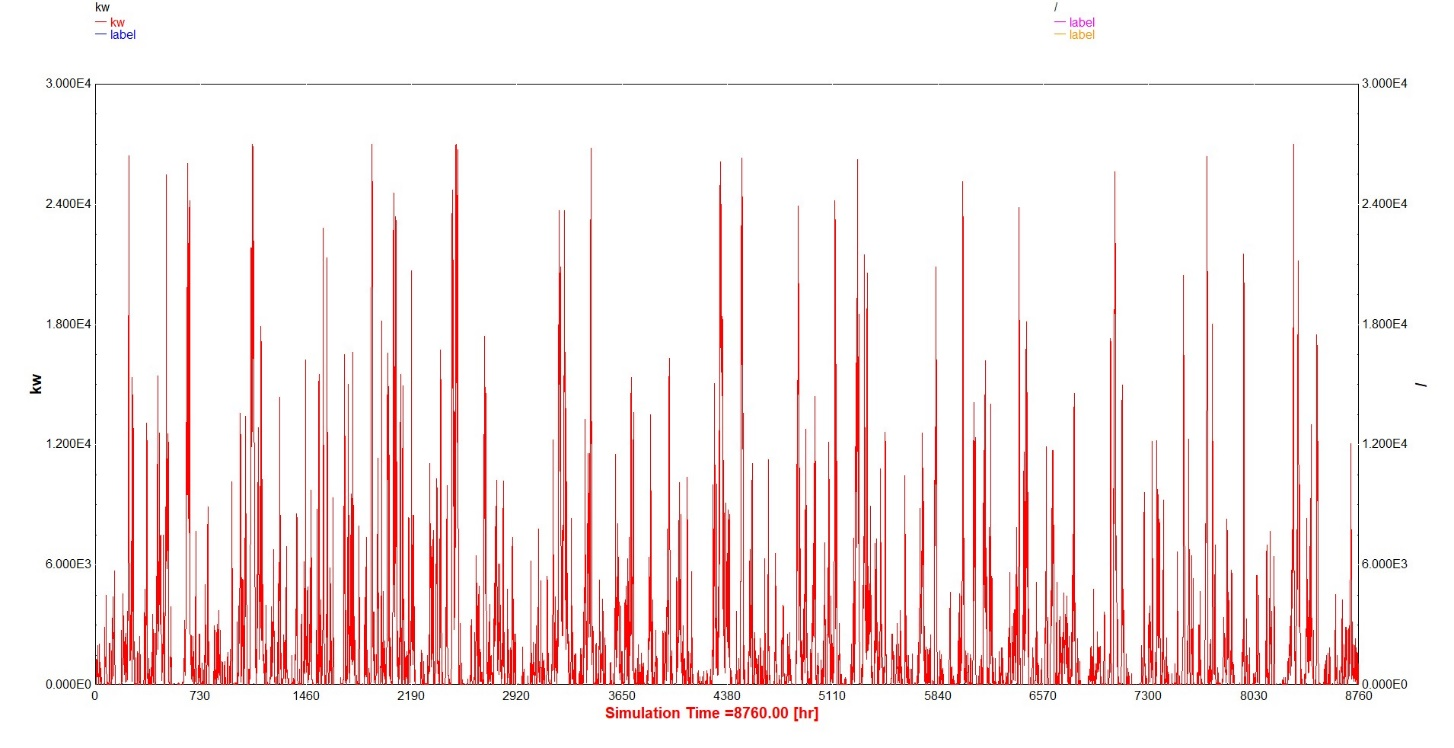 kw /
kw label
label label
3.000E4 3.000E4
2.400E4 2.400E4
1.800E4 1.800E4
kw /
1.200E4 1.200E4
6.000E3 6.000E3
0.000E0 0.000E0
0 730 1460 2190 2920 3650 4380 5110 5840 6570 7300 8030 8760
Simulation Time =8760.00 [hr]